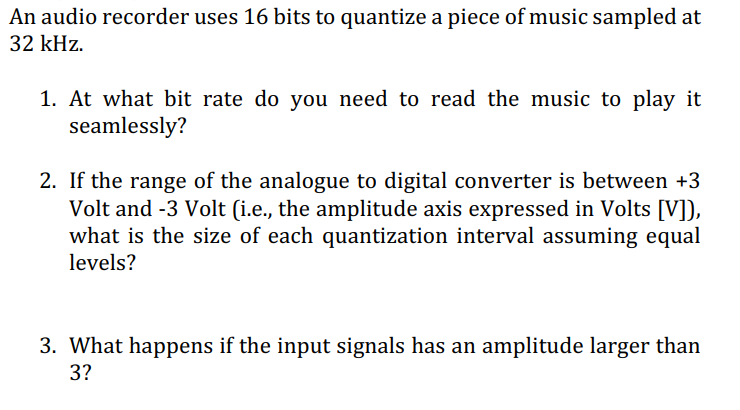 An audio recorder uses 16 bits to quantize a piece of music sampled at
32 kHz.
1. At what bit rate do you need to read the music to play it
seamlessly?
2. If the range of the analogue to digital converter is between +3
Volt and -3 Volt (i.e., the amplitude axis expressed in Volts [V]),
what is the size of each quantization interval assuming equal
levels?
3. What happens if the input signals has an amplitude larger than
3?